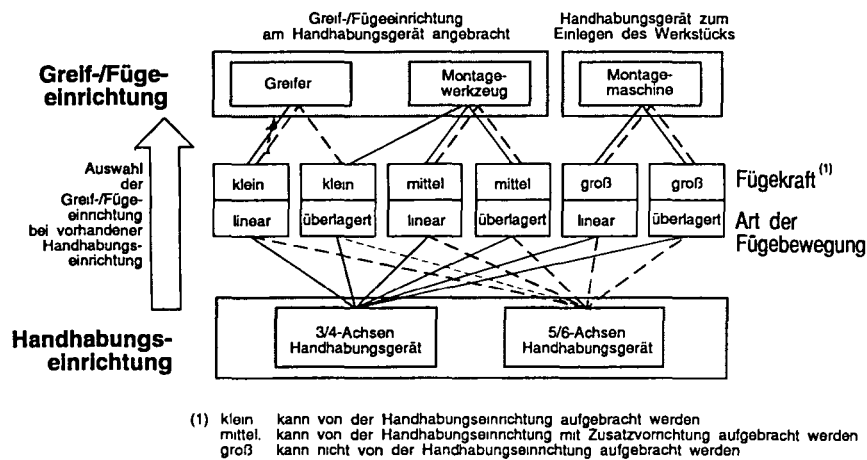 Greif-/Fügeeinrichtung
am Handhabungsgerät angebracht
Handhabungsgerät zum
Einlegen des Werkstücks
Greif-/Füge-
einrichtung
Greifer
Montage-
werkzeug
Montage-
maschine
Auswahl
der
Greif-/Füge-
einrichtung
bei vorhandener
Handhabungs-
einrichtung
klein klein mittel mittel groß groß Fügekraft (1)
linear überlagert linear überlagert linear überlagert Art der
Fügebewegung
Handhabungs-
einrichtung
3/4-Achsen
Handhabungsgerät
5/6-Achsen
Handhabungsgerät
(1) klein kann von der Handhabungseinrichtung aufgebracht werden
mittel. kann von der Handhabungseinrichtung mit Zusatzvorrichtung aufgebracht werden
groß kann nicht von der Handhabungseinrichtung aufgebracht werden